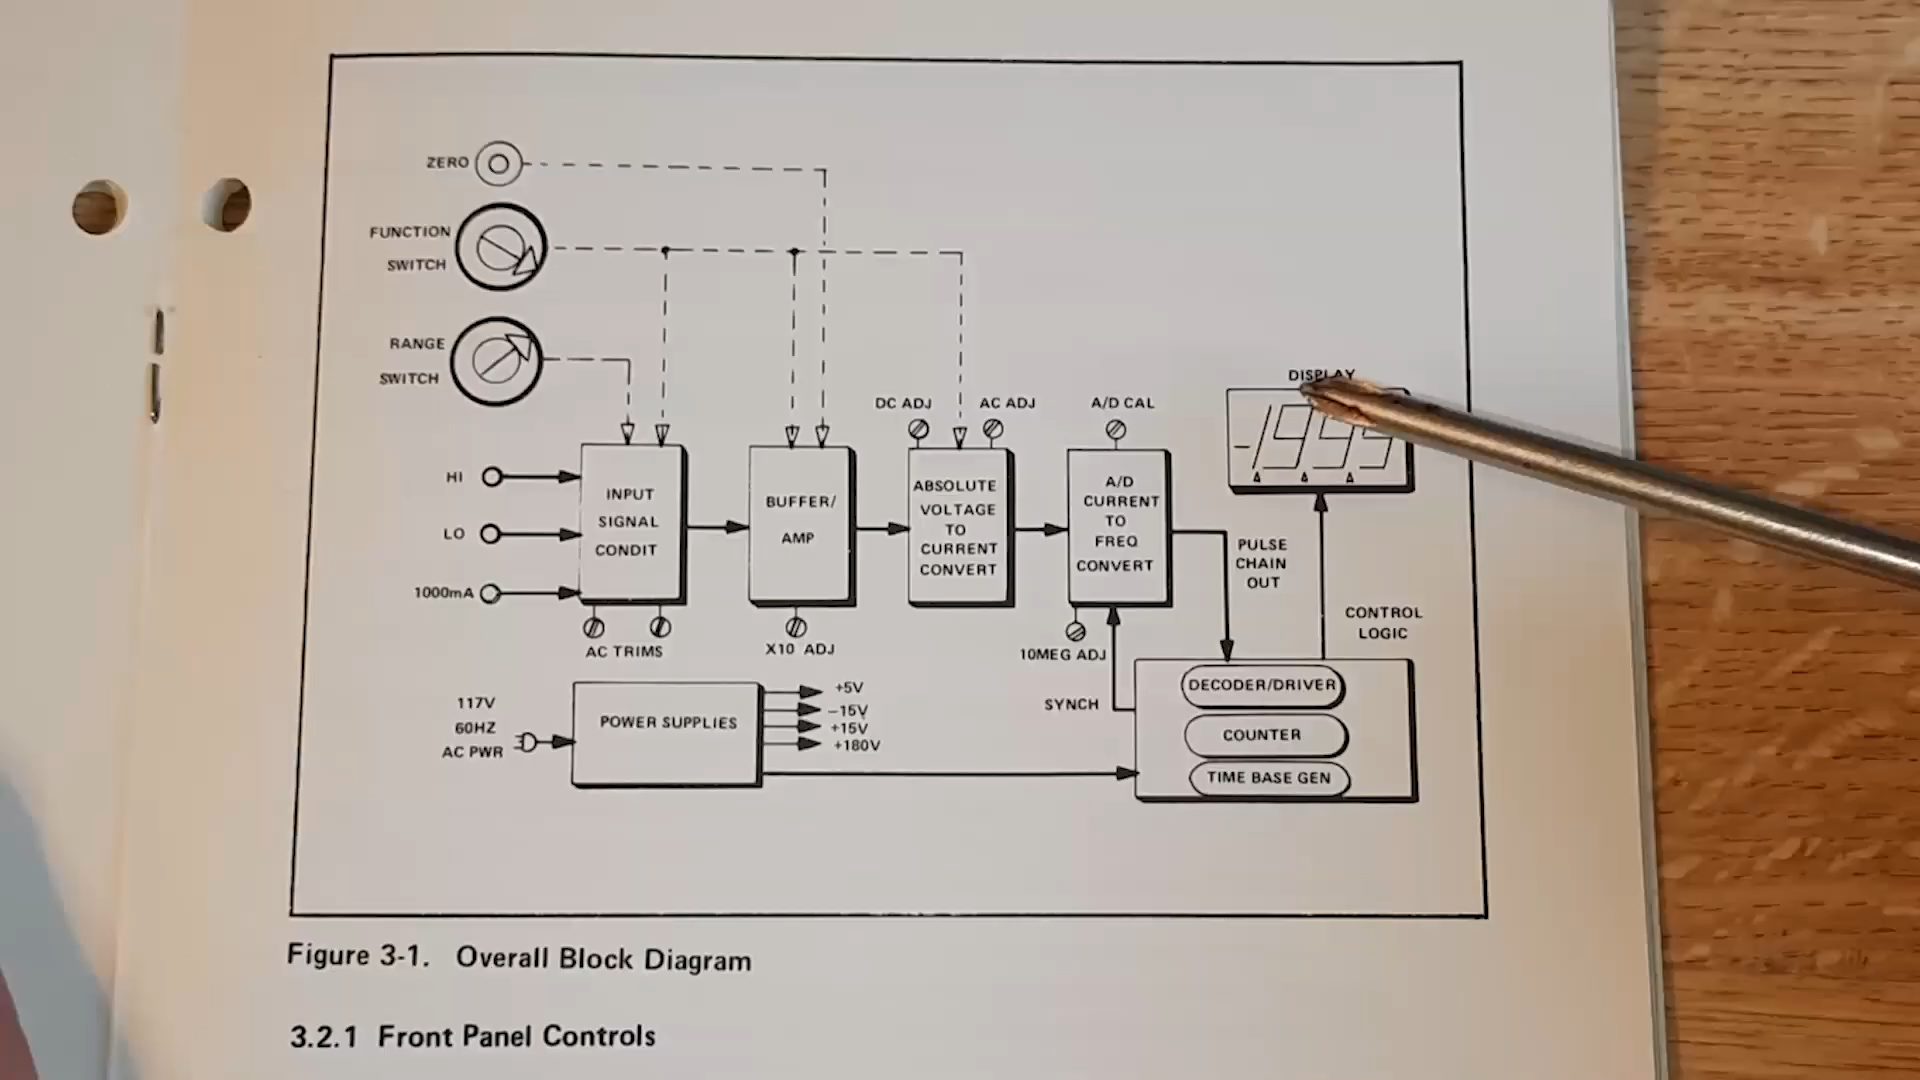 ZERO
FUNCTION
SWITCH
RANGE
SWITCH
HI
LO
1000mA
INPUT
SIGNAL
CONDIT
AC TRIMS
BUFFER/
AMP
X10 ADJ
DC ADJ
AC ADJ
ABSOLUTE
VOLTAGE
TO
CURRENT
CONVERT
A/D CAL
A/D
CURRENT
TO
FREQ
CONVERT
10MEG ADJ
DISPLAY
-1999
PULSE
CHAIN
OUT
CONTROL
LOGIC
SYNCH
DECODER/DRIVER
COUNTER
TIME BASE GEN
117V
60HZ
AC PWR
POWER SUPPLIES
+5V
-15V
+15V
+180V
Figure 3-1. Overall Block Diagram
3.2.1 Front Panel Controls